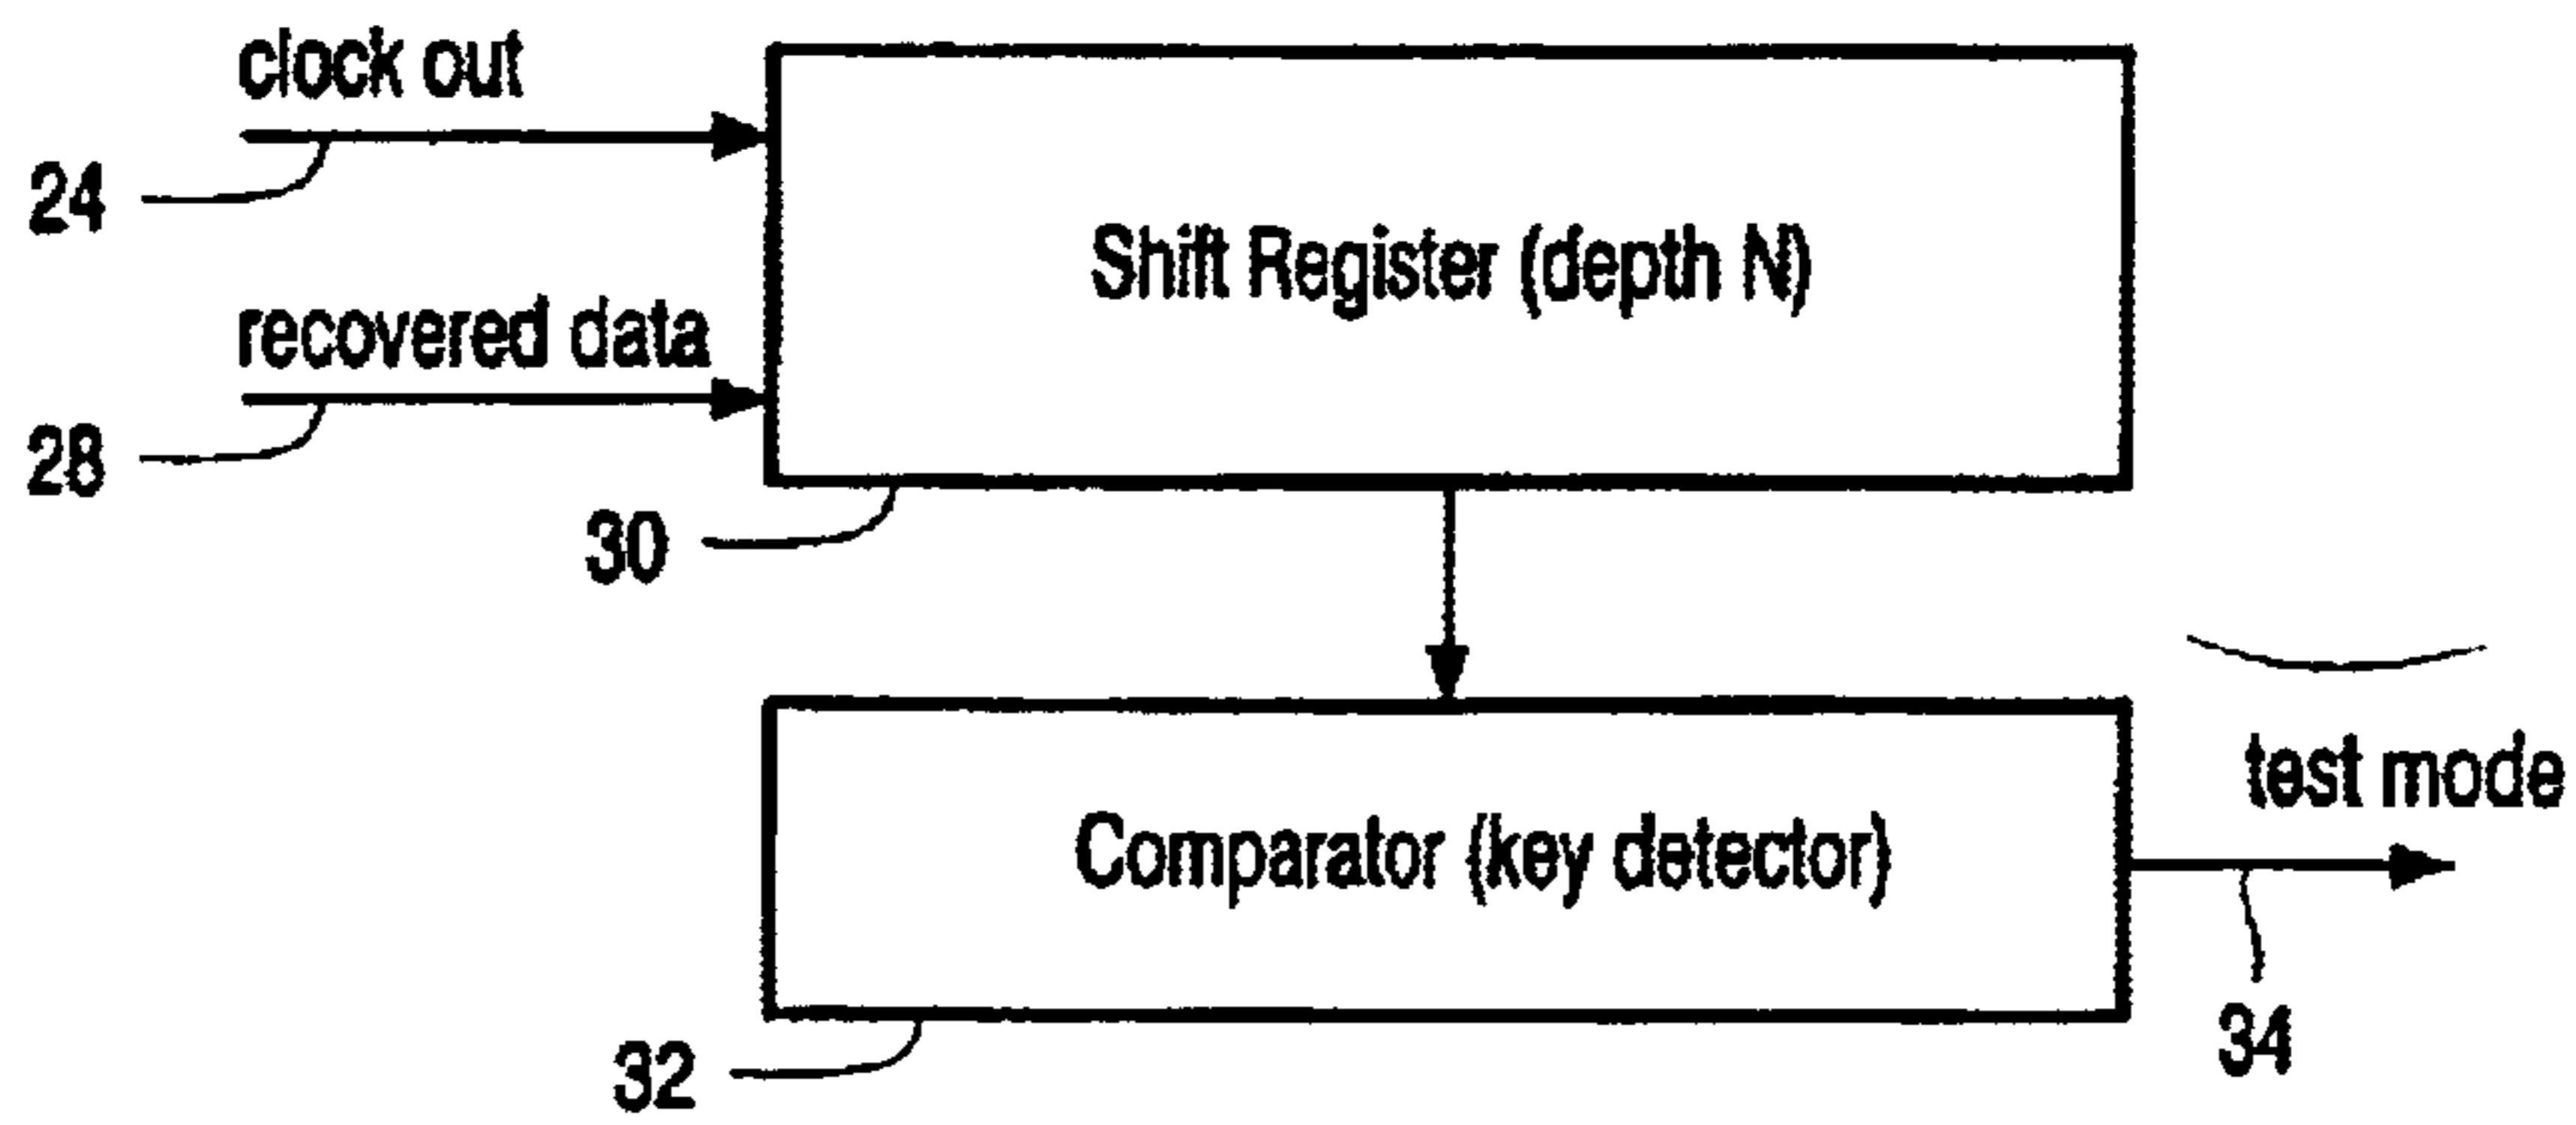 clock out
24
recovered data
28
Shift Register (depth N)
30
test mode
Comparator (key detector)
34
32